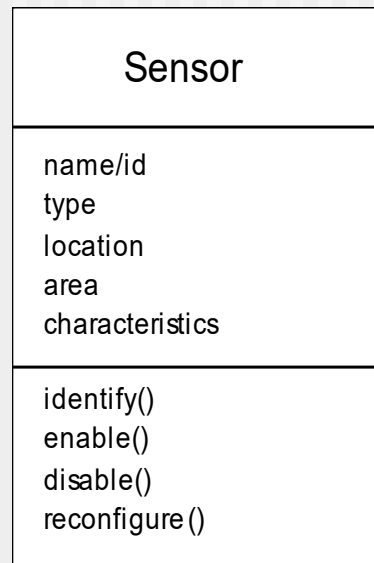 Sensor
name/id
type
location
area
characteristics
identify()
enable()
disable()
reconfigure()